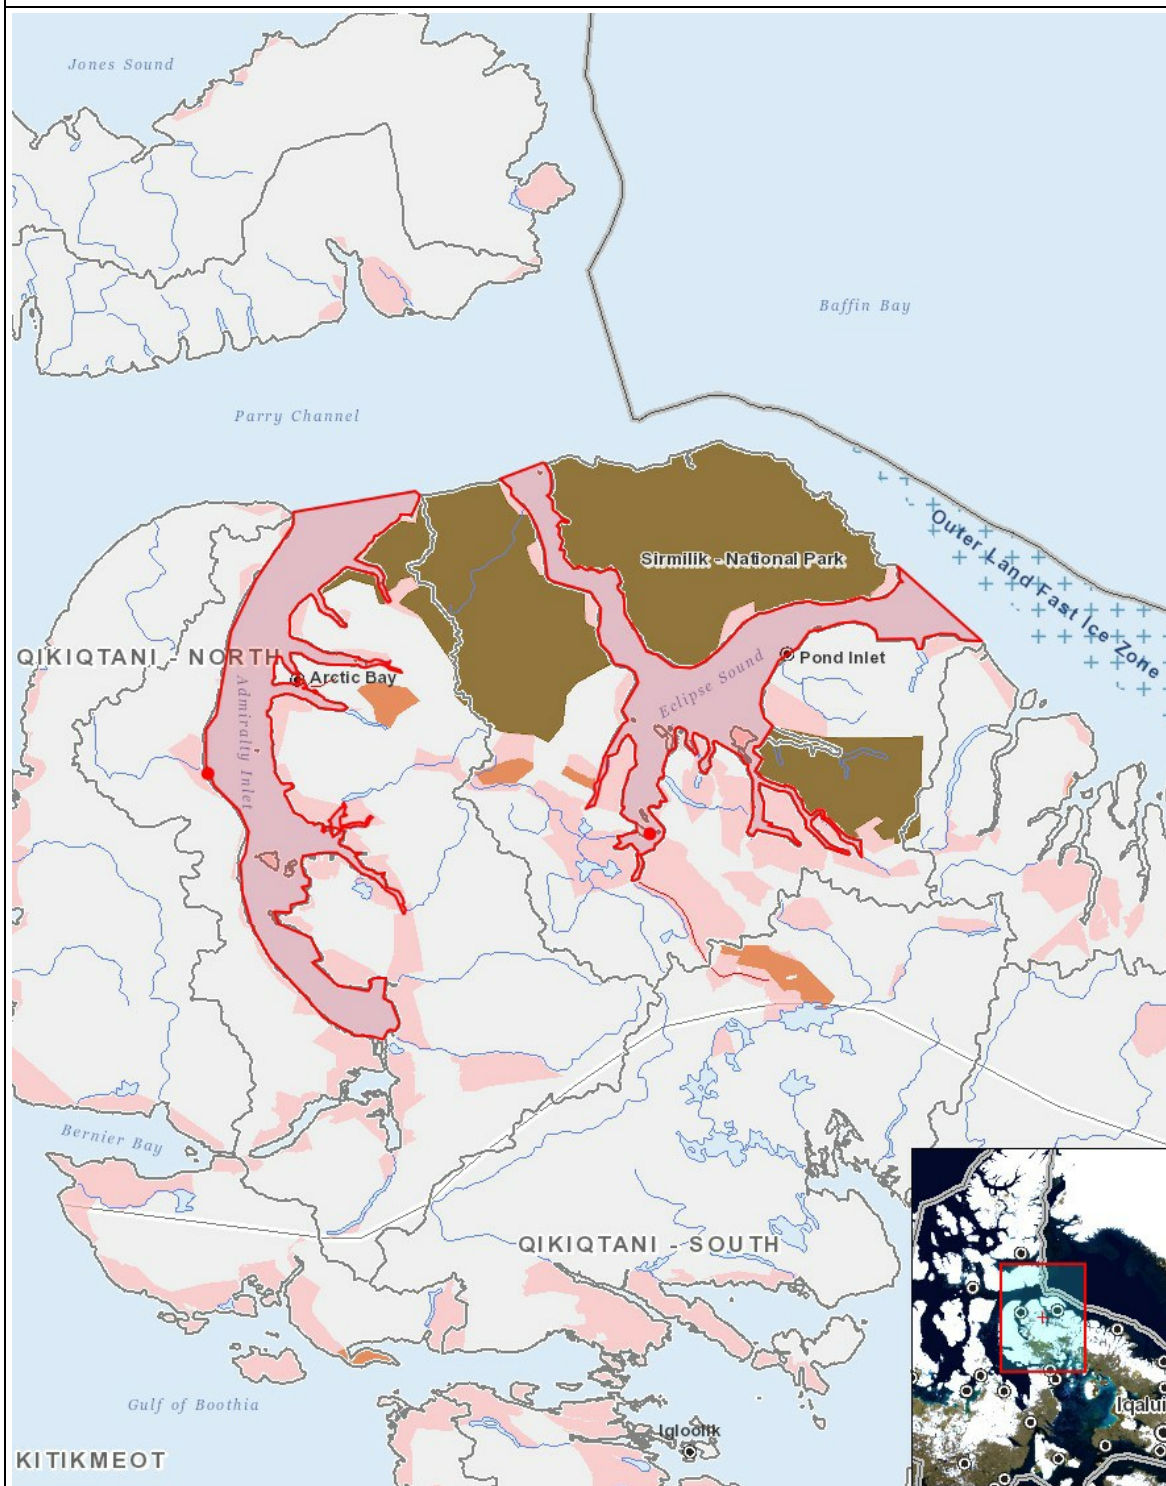 Jones Sound
Baffin Bay
Parry Channel
Outer Land Fast Ice Zone
Sirmilik - National Park
QIKIQTANI - NORTH
Pond Inlet
Arctic Bay
Eclipse Sound
Admiralty Inlet
Bernier Bay
QIKIQTANI - SOUTH
Gulf of Boothia
Iqalui
Igloolik
KITIKMEOT